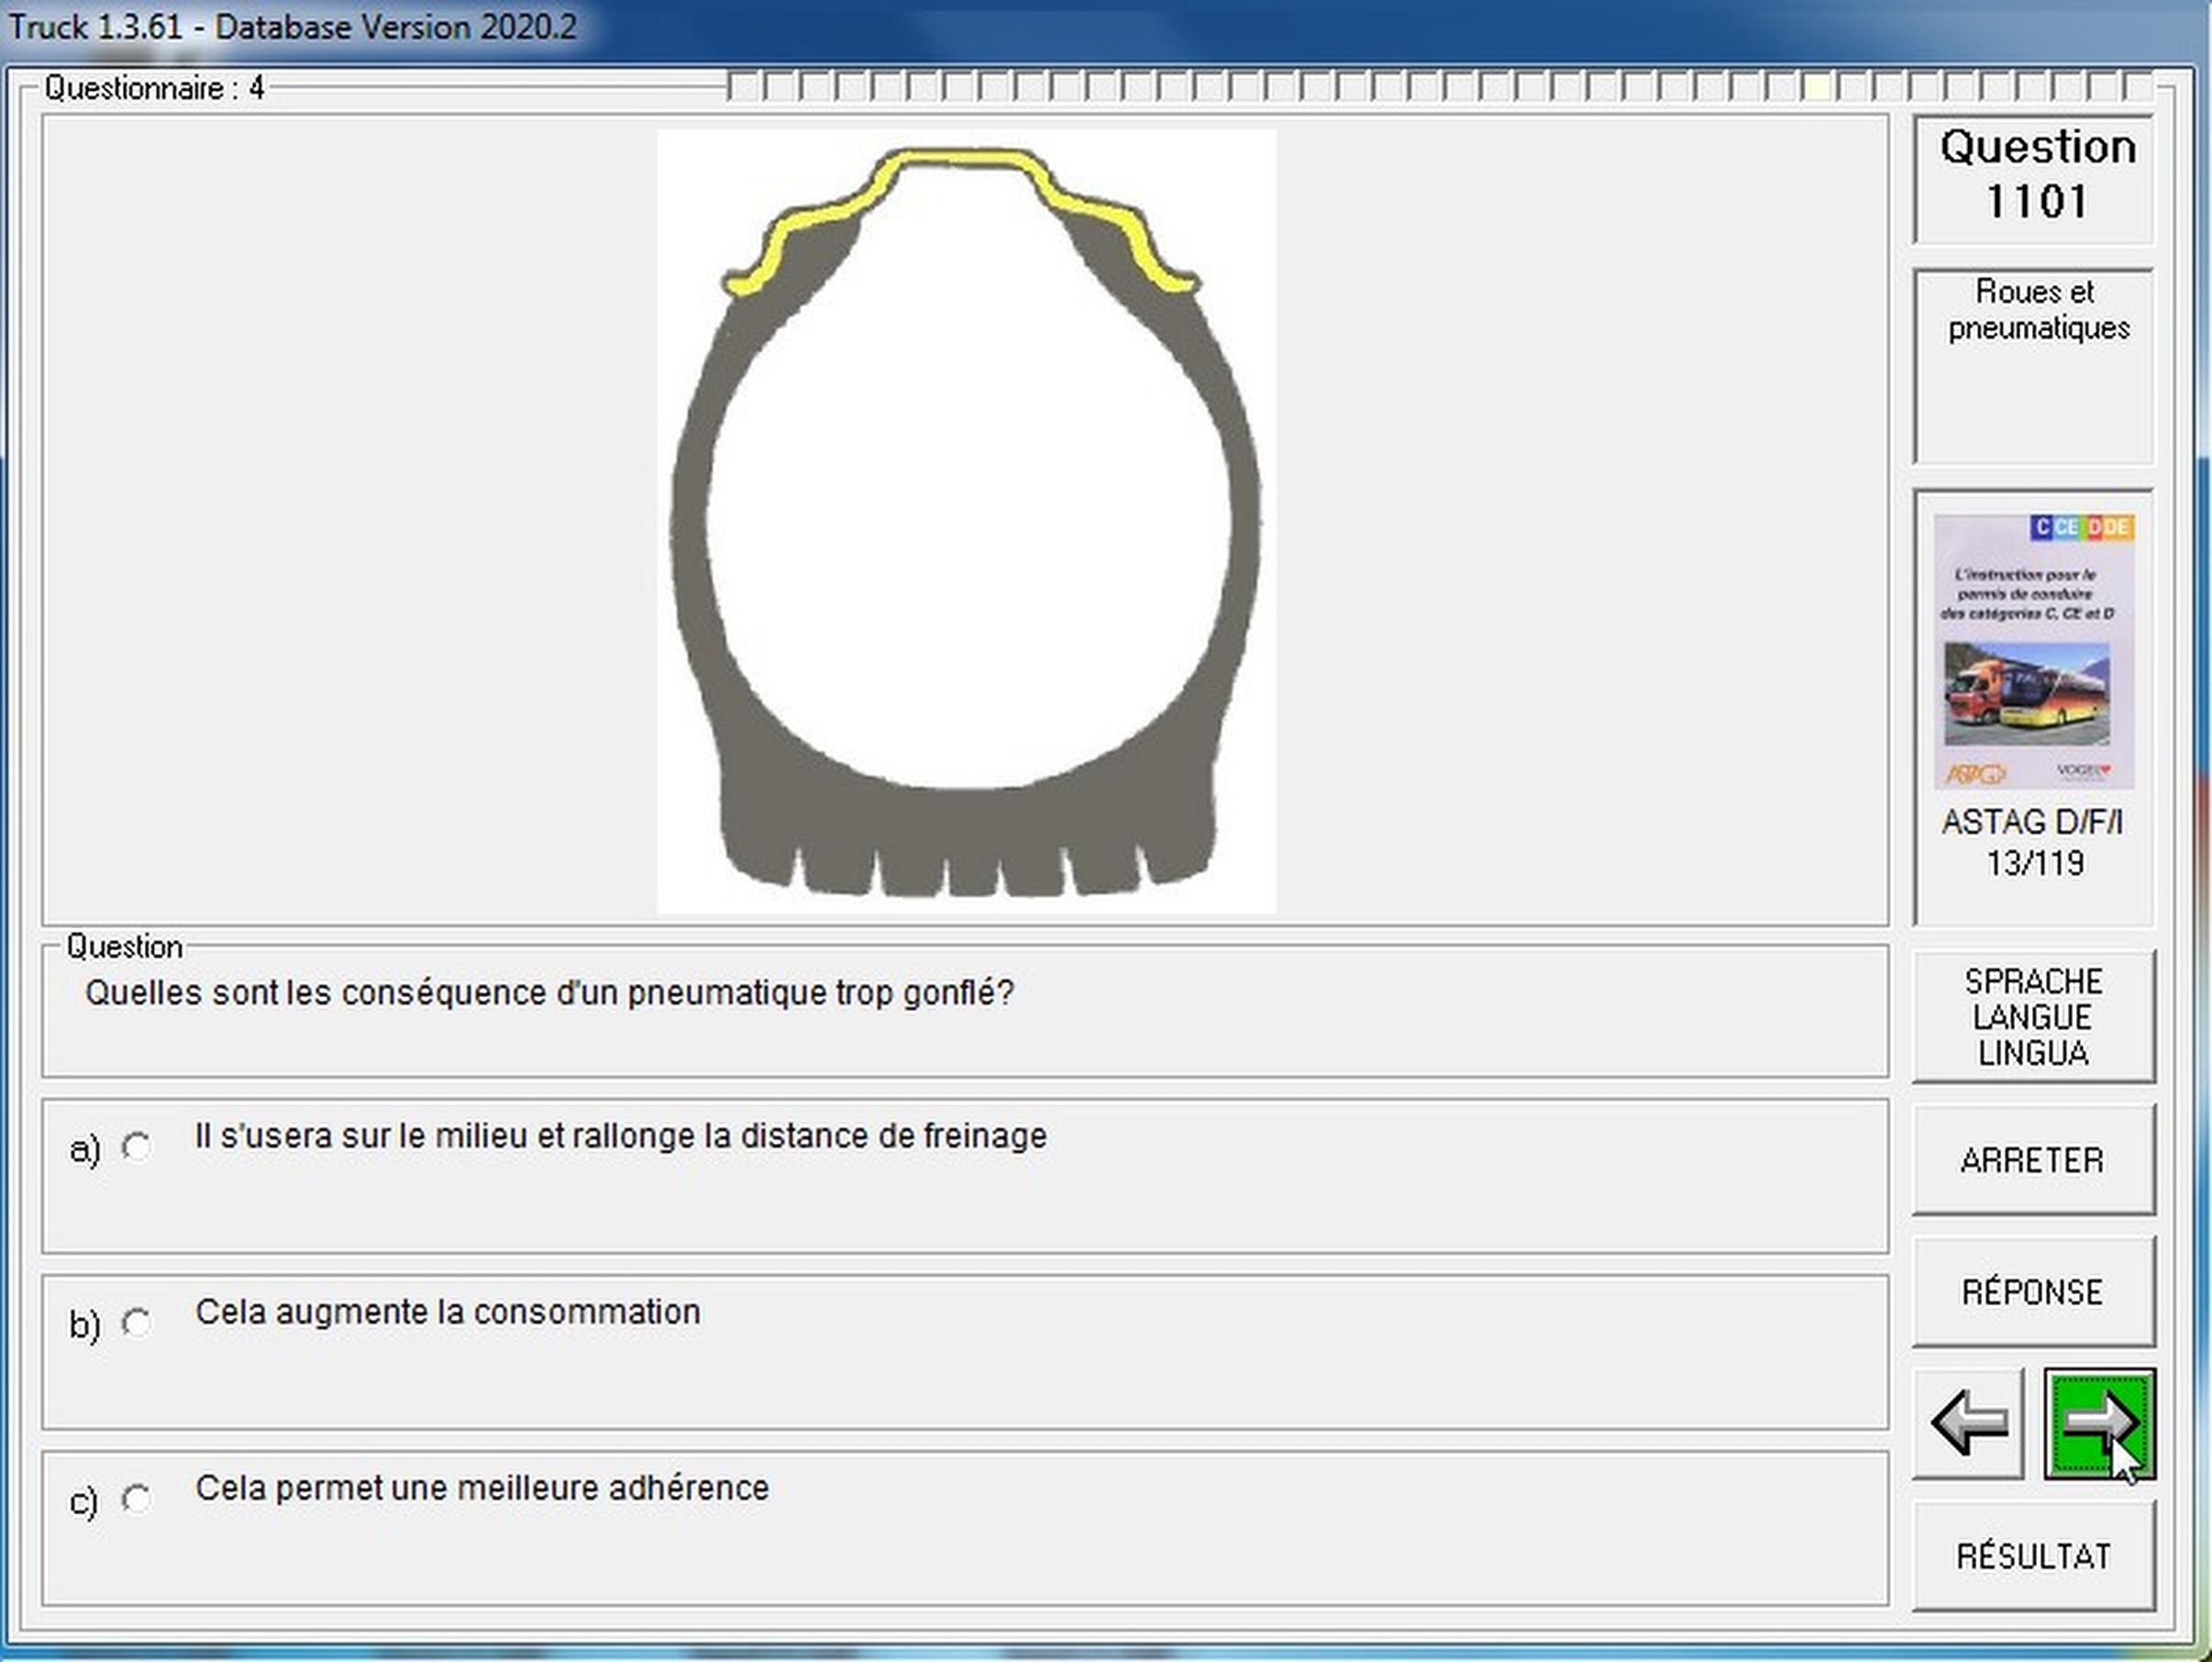 Truck 1.3.61 - Database Version 2020.2
Questionnaire : 4
Question
1101
Roues et
pneumatiques
C CE D DE
L'instruction pour le
permis de conduire
des catégories C, CE et D
ASTAG
VOGEL
ASTAG D/F/I
13/119
Question
Quelles sont les conséquence d'un pneumatique trop gonflé?
a) Il s'usera sur le milieu et rallonge la distance de freinage
b) Cela augmente la consommation
c) Cela permet une meilleure adhérence
SPRACHE
LANGUE
LINGUA
ARRETER
RÉPONSE
RÉSULTAT